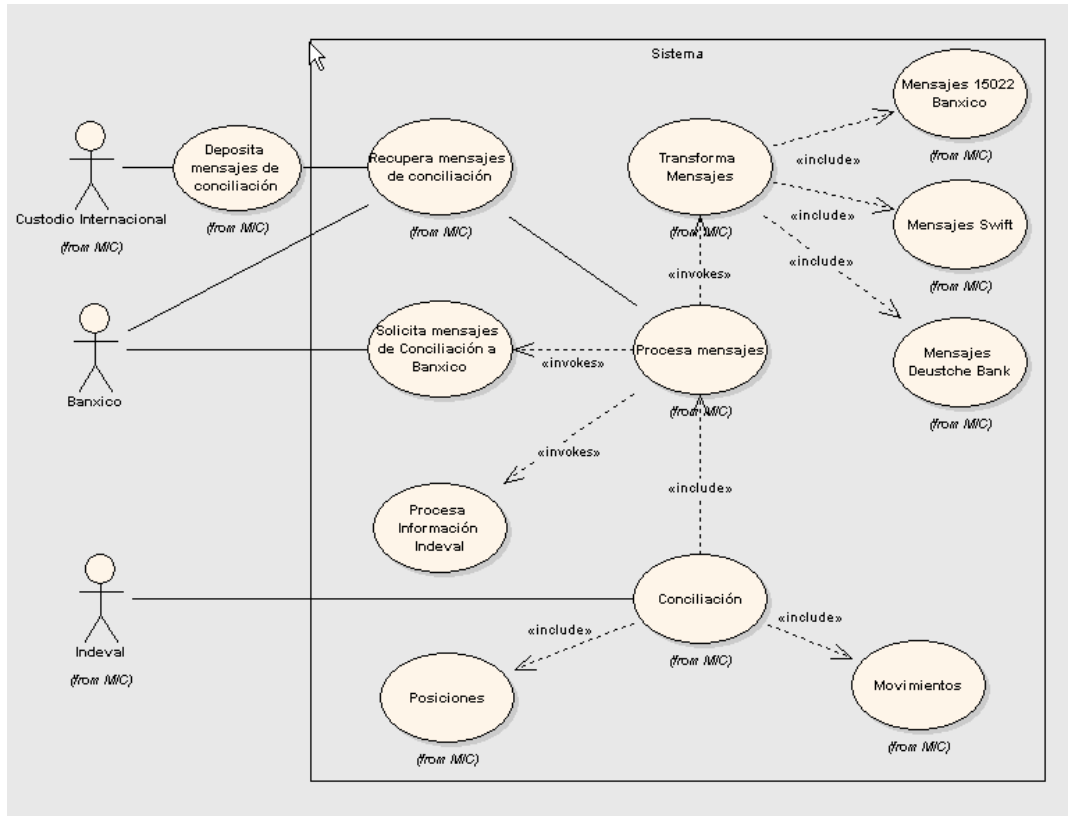 Sistema
Mensajes 15022
Banxico
(from MIC)
Deposita
mensajes de
conciliación
(from MIC)
Recupera mensajes
de conciliación
(from MIC)
Transforma
Mensajes
(from MIC)
«include»
«include»
«include»
Mensajes Swift
(from MIC)
Custodio Internacional
(from MIC)
«invokes»
Solicita mensajes
de Conciliación a
Banxico
«invokes»
Procesa mensajes
(from MIC)
Mensajes
Deustche Bank
(from MIC)
Banxico
«invokes»
«include»
Procesa
Información
Indeval
Conciliación
(from MIC)
Indeval
(from MIC)
«include»
«include»
Posiciones
(from MIC)
Movimientos
(from MIC)